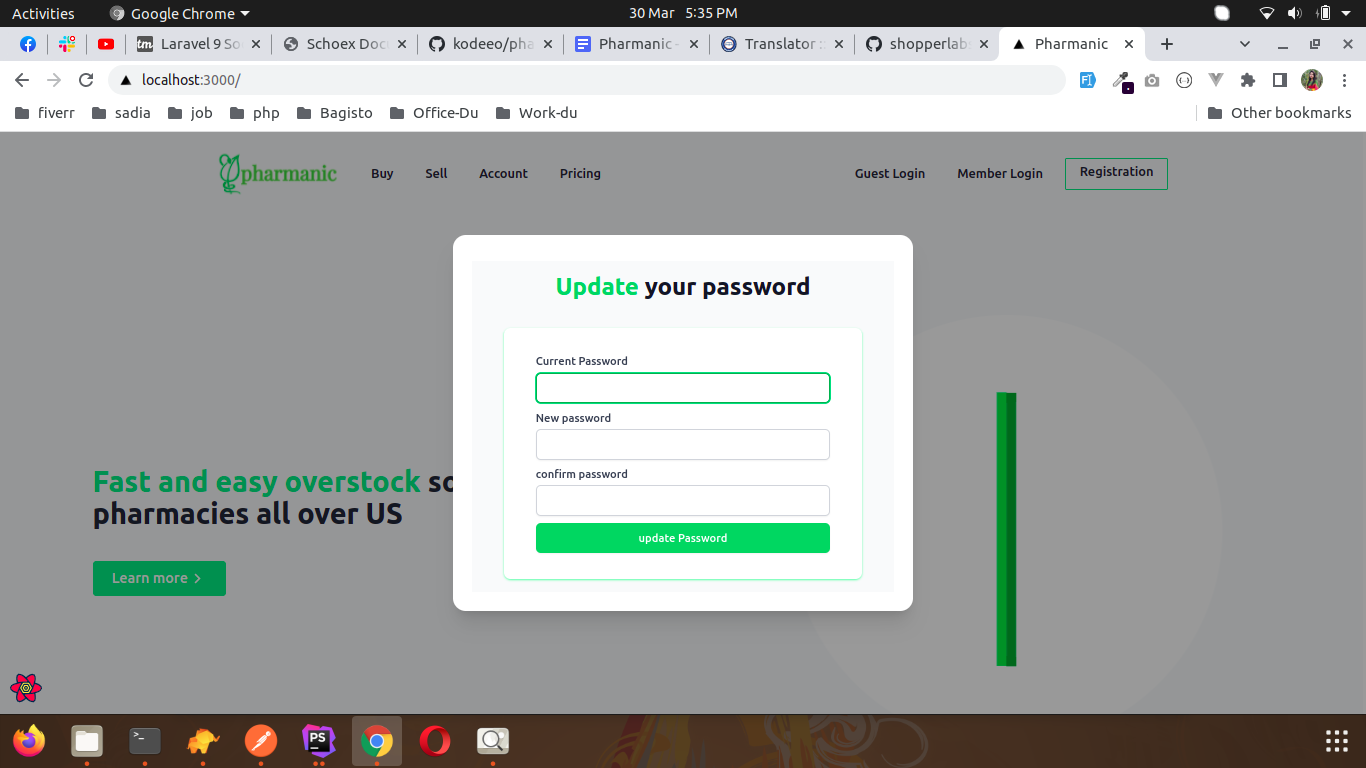 Activities
Google Chrome
30 Mar 5:35 PM
Laravel 9 So
Schoex Doc
kodeeo/pha
Pharmanic
Translator
shopperlab
Pharmanic
localhost:3000/
fiverr
sadia
job
php
Bagisto
Office-Du
Work-du
Other bookmarks
pharmanic
Buy
Sell
Account
Pricing
Guest Login
Member Login
Registration
Update your password
Current Password
New password
confirm password
update Password
Fast and easy overstock so
pharmacies all over US
Learn more
PS